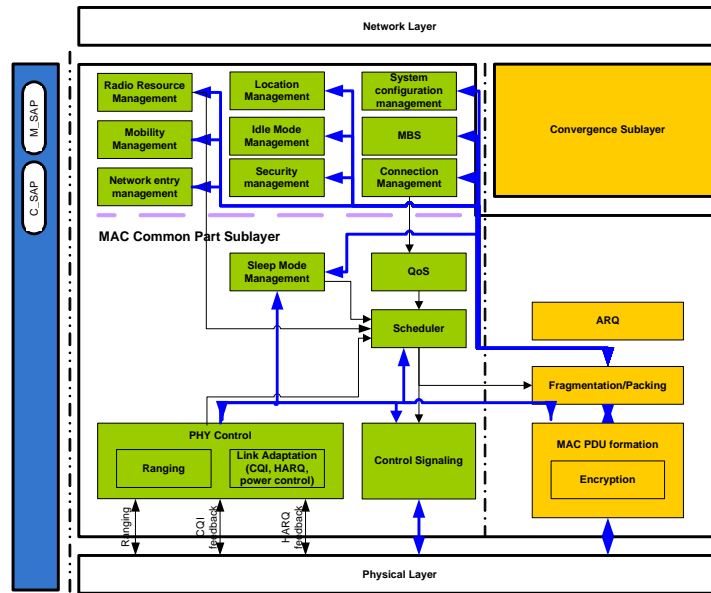 Network Layer
M_SAP
C_SAP
Radio Resource
Management
Location
Management
System
configuration
management
Mobility
Management
Idle Mode
Management
MBS
Network entry
management
Security
management
Connection
Management
Convergence Sublayer
MAC Common Part Sublayer
Sleep Mode
Management
QoS
Scheduler
ARQ
Fragmentation/Packing
PHY Control
Ranging
Link Adaptation
(CQI, HARQ,
power control)
Control Signaling
MAC PDU formation
Encryption
Ranging
CQI
feedback
HARQ
feedback
Physical Layer